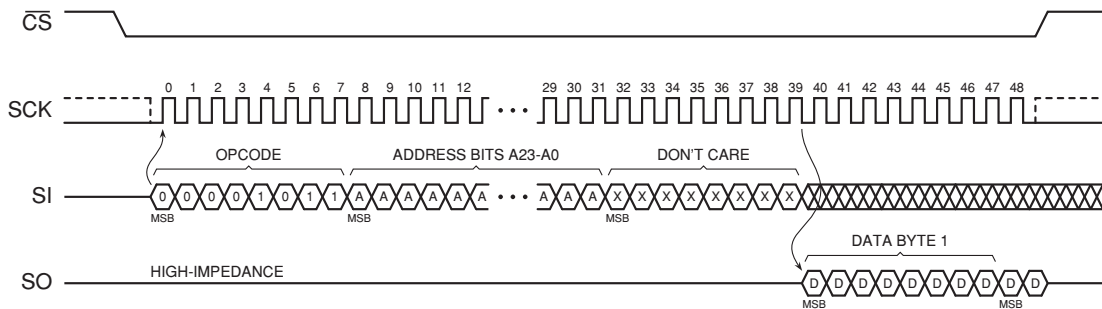 CS
0 1 2 3 4 5 6 7 8 9 10 11 12 29 30 31 32 33 34 35 36 37 38 39 40 41 42 43 44 45 46 47 48
SCK • • •
OPCODE ADDRESS BITS A23-A0 DON'T CARE
SI 0 0 0 0 1 0 1 1 A A A A A A • • • A A A X X X X X X X X
MSB MSB MSB
DATA BYTE 1
HIGH-IMPEDANCE
SO D D D D D D D D D D
MSB MSB